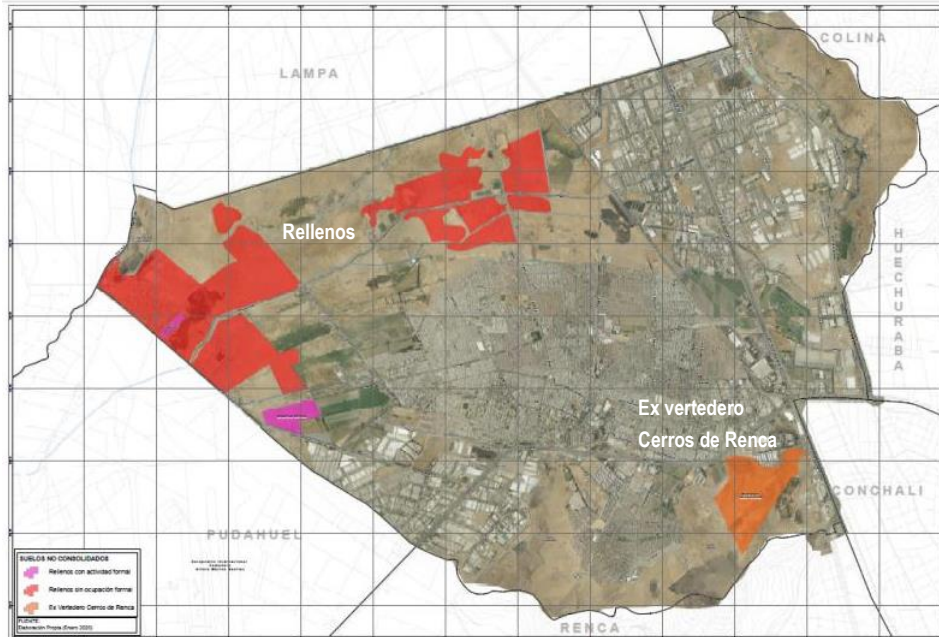 COLINA
LAMPA
HUECHURABA
Rellenos
Ex vertedero
Cerros de Renca
CONCHALI
PUDAHUEL
RENCA
SUELOS NO CONSOLIDADOS
Rellenos con actividad formal
Rellenos sin ocupación formal
Ex Vertedero Cerros de Renca
FUENTE:
Elaboración Propia (Enero 2020)